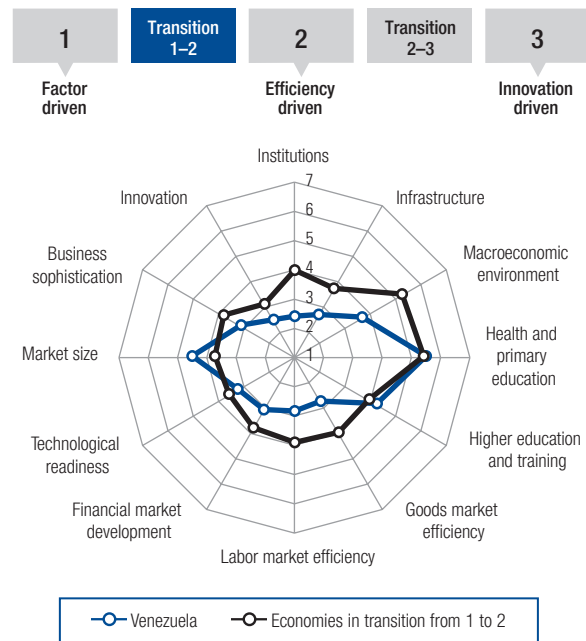 1
Transition
1–2
2
Transition
2–3
3
Factor
driven
Efficiency
driven
Innovation
driven
Institutions
Innovation
7
Infrastructure
6
Business
sophistication
5
Macroeconomic
environment
4
3
2
Market size
1
Health and
primary
education
Technological
readiness
Higher education
and training
Financial market
development
Goods market
efficiency
Labor market efficiency
Venezuela
Economies in transition from 1 to 2